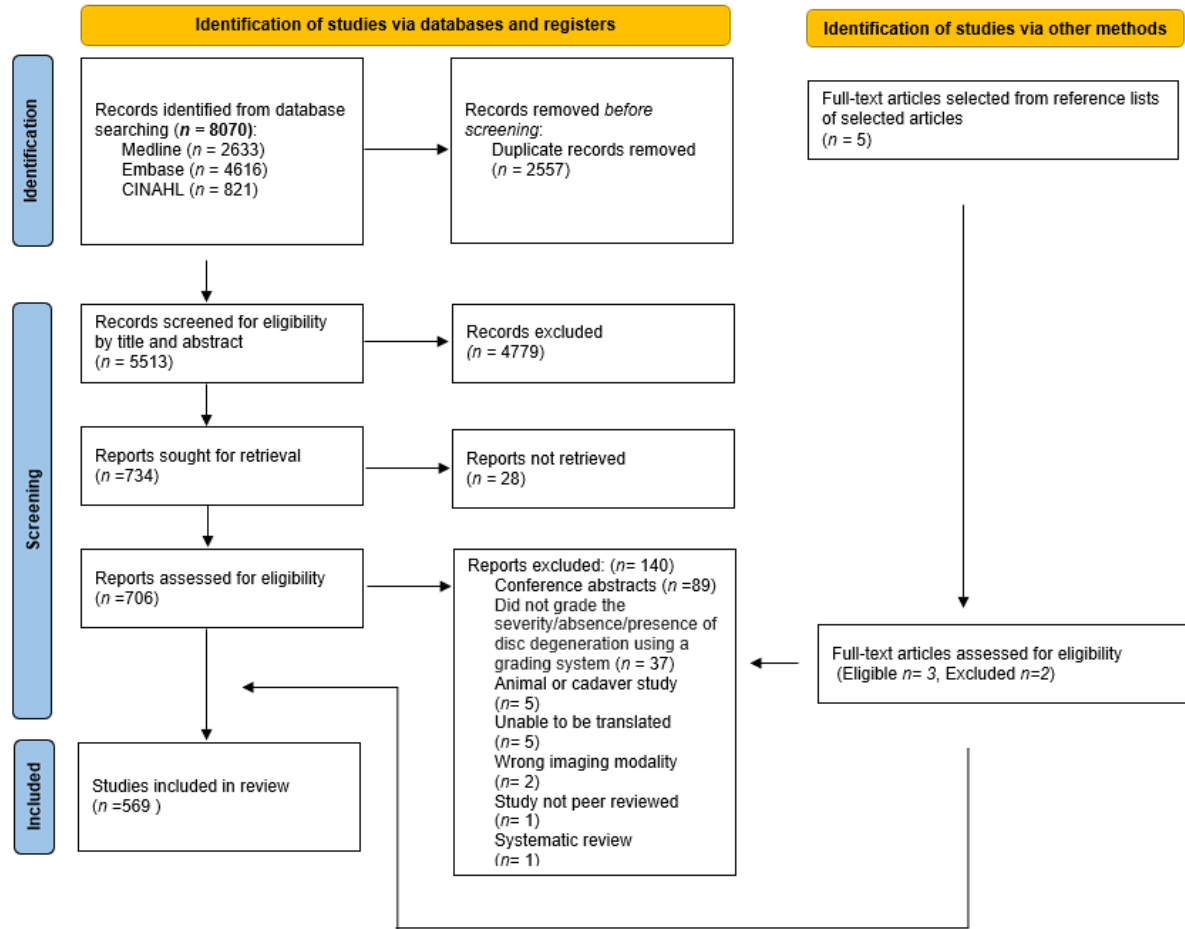 Identification of studies via databases and registers
Identification of studies via other methods
Identification
Records identified from database
searching (n = 8070):
Medline (n = 2633)
Embase (n = 4616)
CINAHL (n = 821)
Records removed before
screening:
Duplicate records removed
(n = 2557)
Full-text articles selected from reference lists
of selected articles
(n = 5)
Screening
Records screened for eligibility
by title and abstract
(n = 5513)
Records excluded
(n = 4779)
Reports sought for retrieval
(n =734)
Reports not retrieved
(n = 28)
Reports assessed for eligibility
(n =706)
Reports excluded: (n= 140)
Conference abstracts (n =89)
Did not grade the
severity/absence/presence of
disc degeneration using a
grading system (n = 37)
Animal or cadaver study
(n= 5)
Unable to be translated
(n= 5)
Wrong imaging modality
(n= 2)
Study not peer reviewed
(n= 1)
Systematic review
(n= 1)
Full-text articles assessed for eligibility
(Eligible n= 3, Excluded n=2)
Included
Studies included in review
(n =569 )